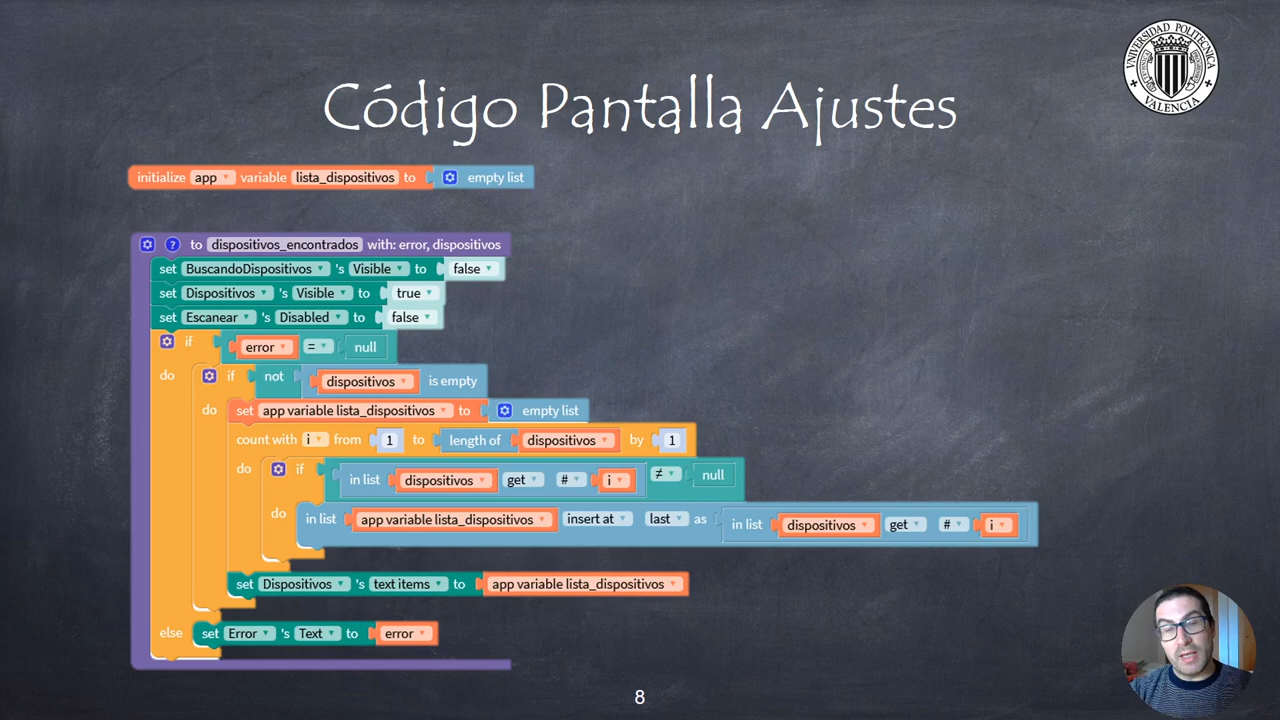 UNIVERSIDAD POLITECNICA
VALENCIA
Código Pantalla Ajustes
initialize app variable lista_dispositivos to empty list
? to dispositivos_encontrados with: error, dispositivos
set BuscandoDispositivos 's Visible to false
set Dispositivos 's Visible to true
set Escanear 's Disabled to false
if error = null
do if not dispositivos is empty
do set app variable lista_dispositivos to empty list
count with i from 1 to length of dispositivos by 1
do if in list dispositivos get # i ≠ null
do in list app variable lista_dispositivos insert at last as in list dispositivos get # i
set Dispositivos 's text items to app variable lista_dispositivos
else set Error 's Text to error
8